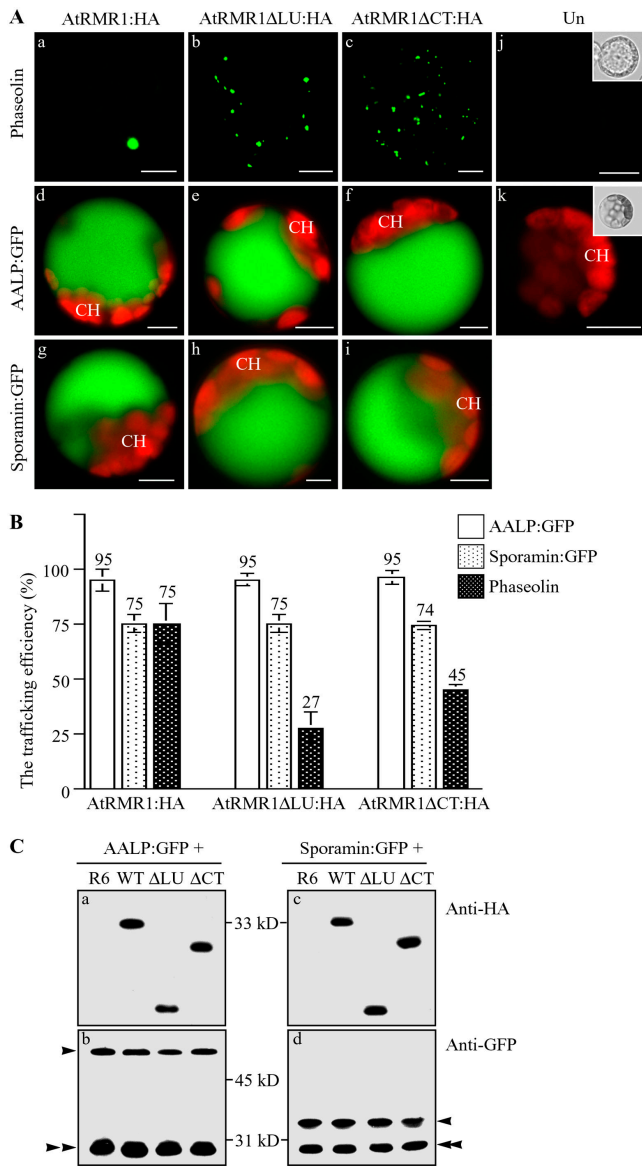 A
AtRMR1:HA AtRMR1ΔLU:HA AtRMR1ΔCT:HA Un
Phaseolin
a b c j
AALP:GFP
d e f k
CH CH CH CH
Sporamin:GFP
g h i
CH CH CH
B
AALP:GFP
Sporamin:GFP
Phaseolin
The trafficking efficiency (%)
100
75
50
25
0
95 75 75
95 75 27
95 74 45
AtRMR1:HA AtRMR1ΔLU:HA AtRMR1ΔCT:HA
C
AALP:GFP + Sporamin:GFP +
R6 WT ΔLU ΔCT R6 WT ΔLU ΔCT
a c
33 kD
Anti-HA
b d
Anti-GFP
45 kD
31 kD